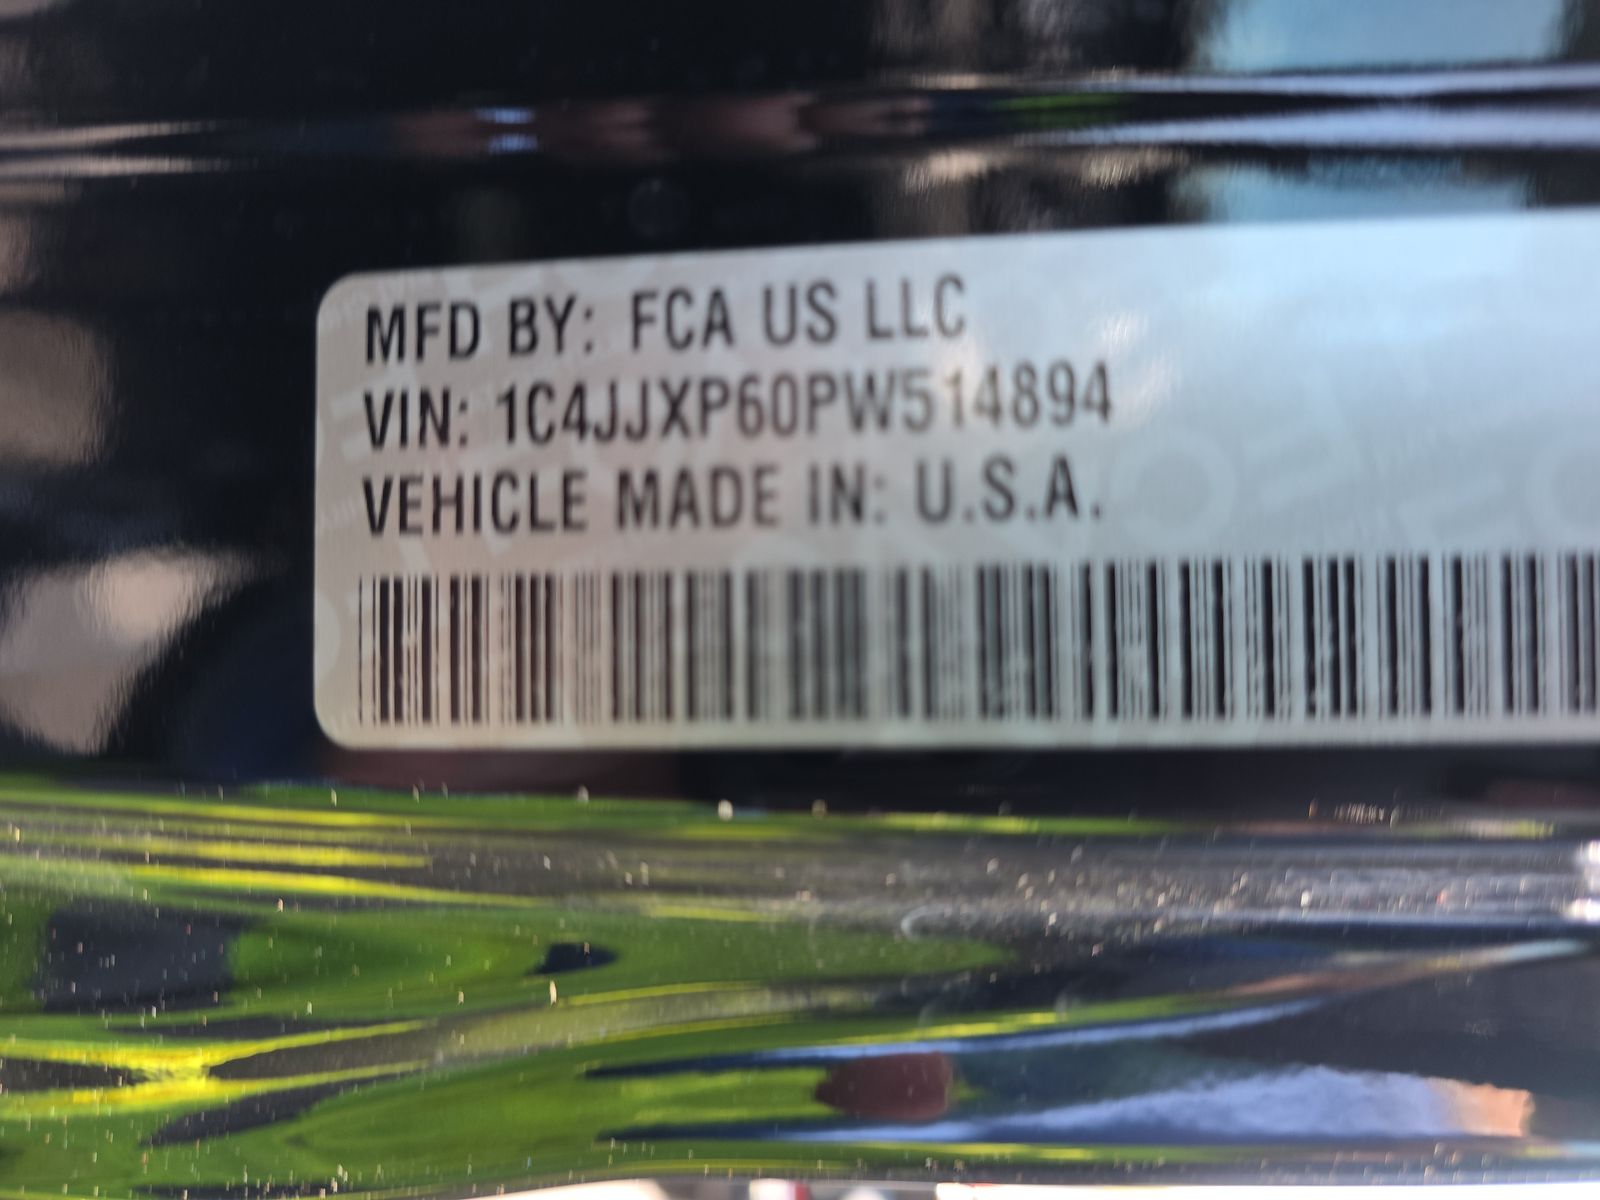 MFD BY: FCA US LLC
VIN: 1C4JJXP60PW514894
VEHICLE MADE IN: U.S.A.